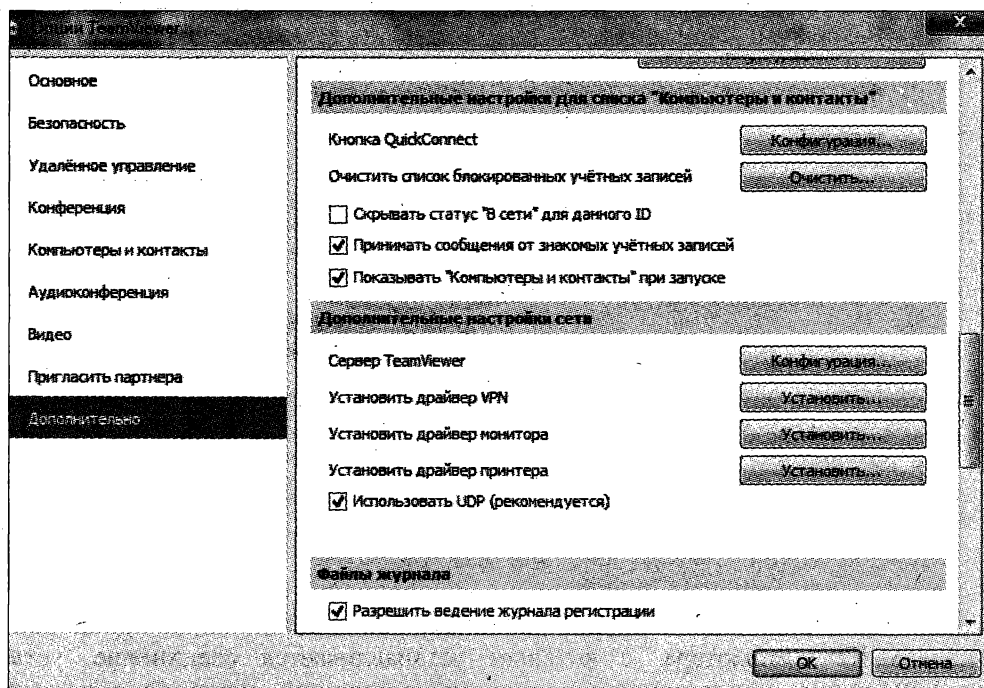 Опции TeamViewer
Основное
Безопасность
Удалённое управление
Конференция
Компьютеры и контакты
Аудиоконференция
Видео
Пригласить партнера
Дополнительно
Дополнительные настройки для списка "Компьютеры и контакты"
Кнопка QuickConnect
Конфигурация...
Очистить список блокированных учётных записей
Очистить...
Скрывать статус "В сети" для данного ID
Принимать сообщения от знакомых учётных записей
Показывать "Компьютеры и контакты" при запуске
Дополнительные настройки сети
Сервер TeamViewer
Конфигурация...
Установить драйвер VPN
Установить...
Установить драйвер монитора
Установить...
Установить драйвер принтера
Установить...
Использовать UDP (рекомендуется)
Файлы журнала
Разрешить ведение журнала регистрации
OK
Отмена